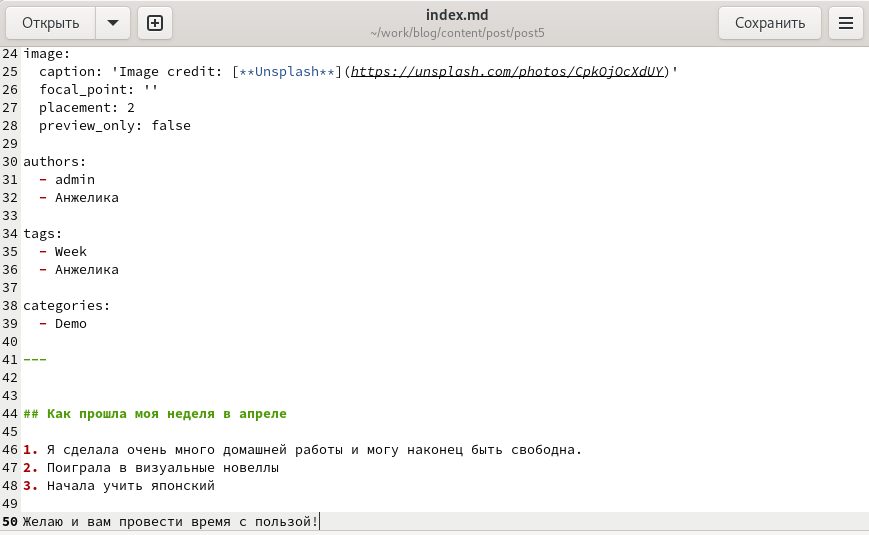 Открыть
index.md
~/work/blog/content/post/post5
Сохранить
24 image:
25   caption: 'Image credit: [**Unsplash**](https://unsplash.com/photos/CpkOjOcXdUY)'
26   focal_point: ''
27   placement: 2
28   preview_only: false
29
30 authors:
31   - admin
32   - Анжелика
33
34 tags:
35   - Week
36   - Анжелика
37
38 categories:
39   - Demo
40
41 ---
42
43
44 ## Как прошла моя неделя в апреле
45
46 1. Я сделала очень много домашней работы и могу наконец быть свободна.
47 2. Поиграла в визуальные новеллы
48 3. Начала учить японский
49
50 Желаю и вам провести время с пользой!